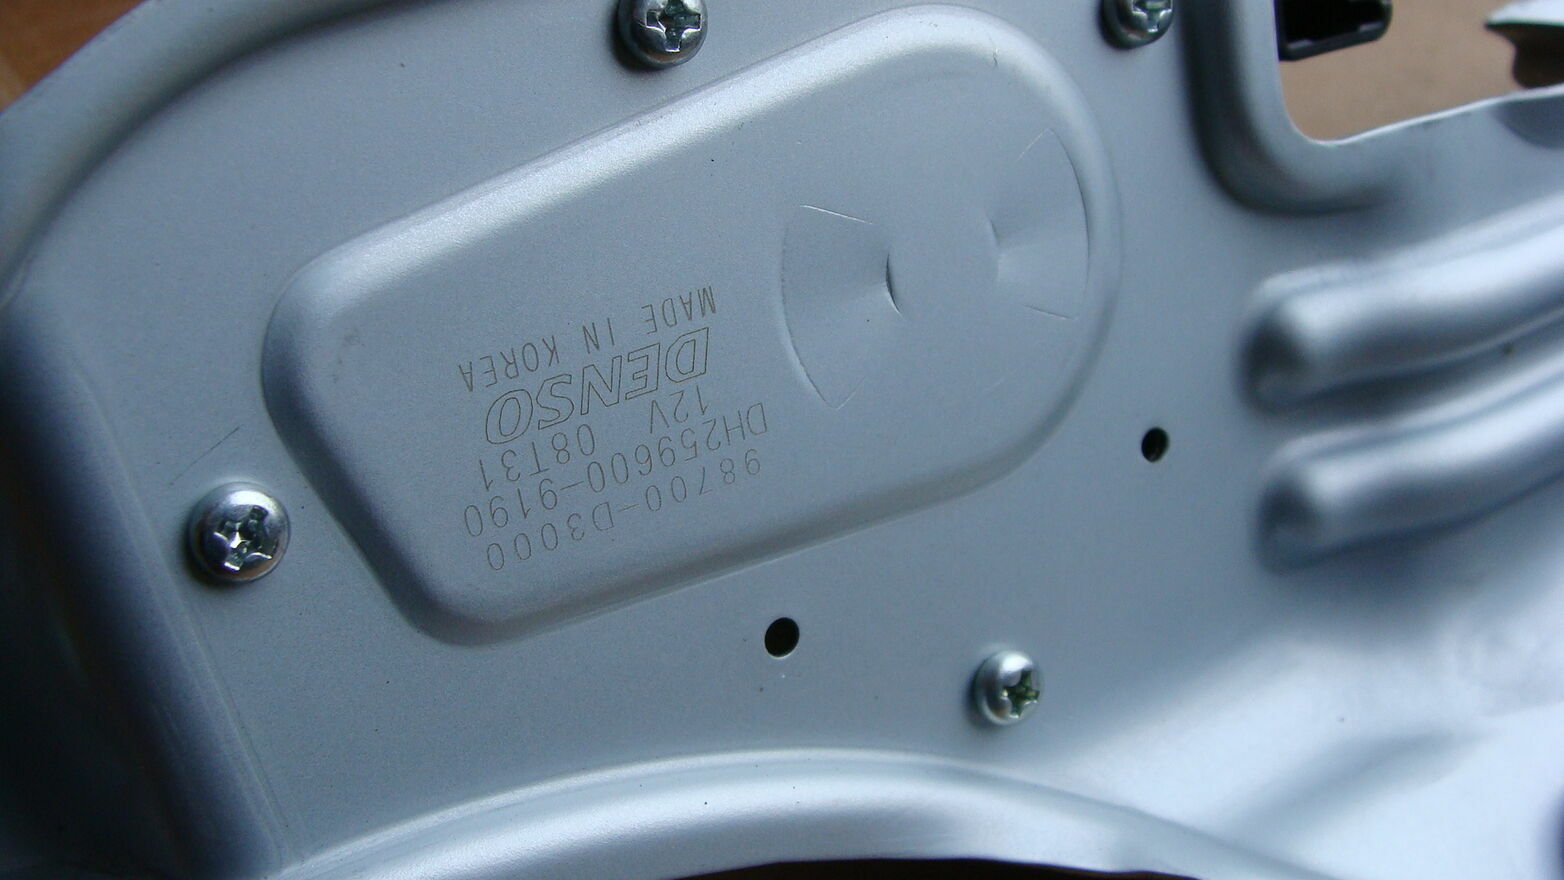 98700-D3000
DH259600-9190
12V 08T31
DENSO
MADE IN KOREA